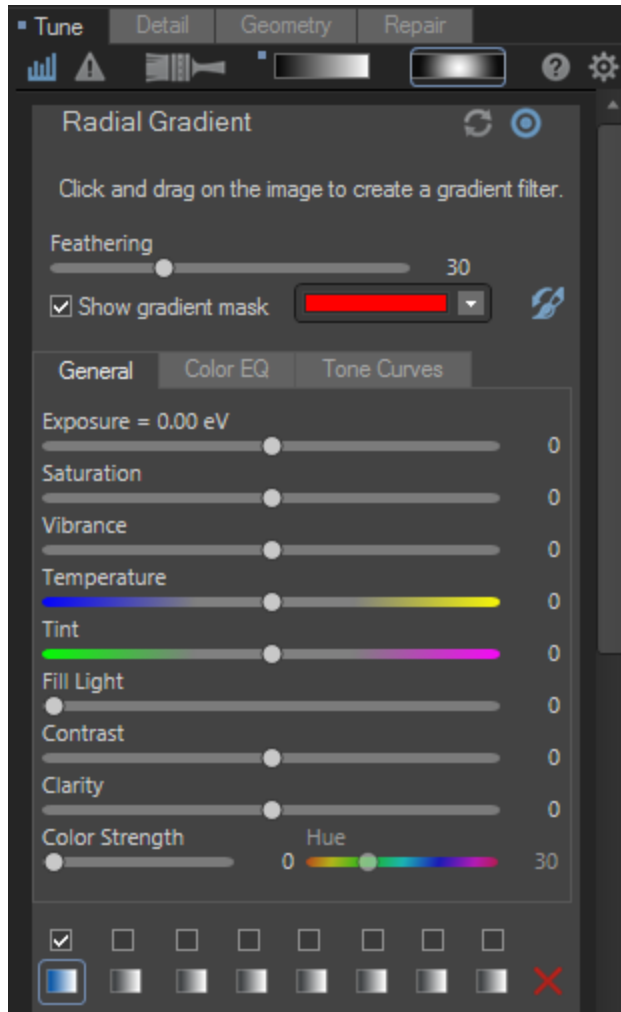 Tune Detail Geometry Repair
Radial Gradient
Click and drag on the image to create a gradient filter.
Feathering
30
Show gradient mask
General Color EQ Tone Curves
Exposure = 0.00 eV
0
Saturation
0
Vibrance
0
Temperature
0
Tint
0
Fill Light
0
Contrast
0
Clarity
0
Color Strength Hue
0 30